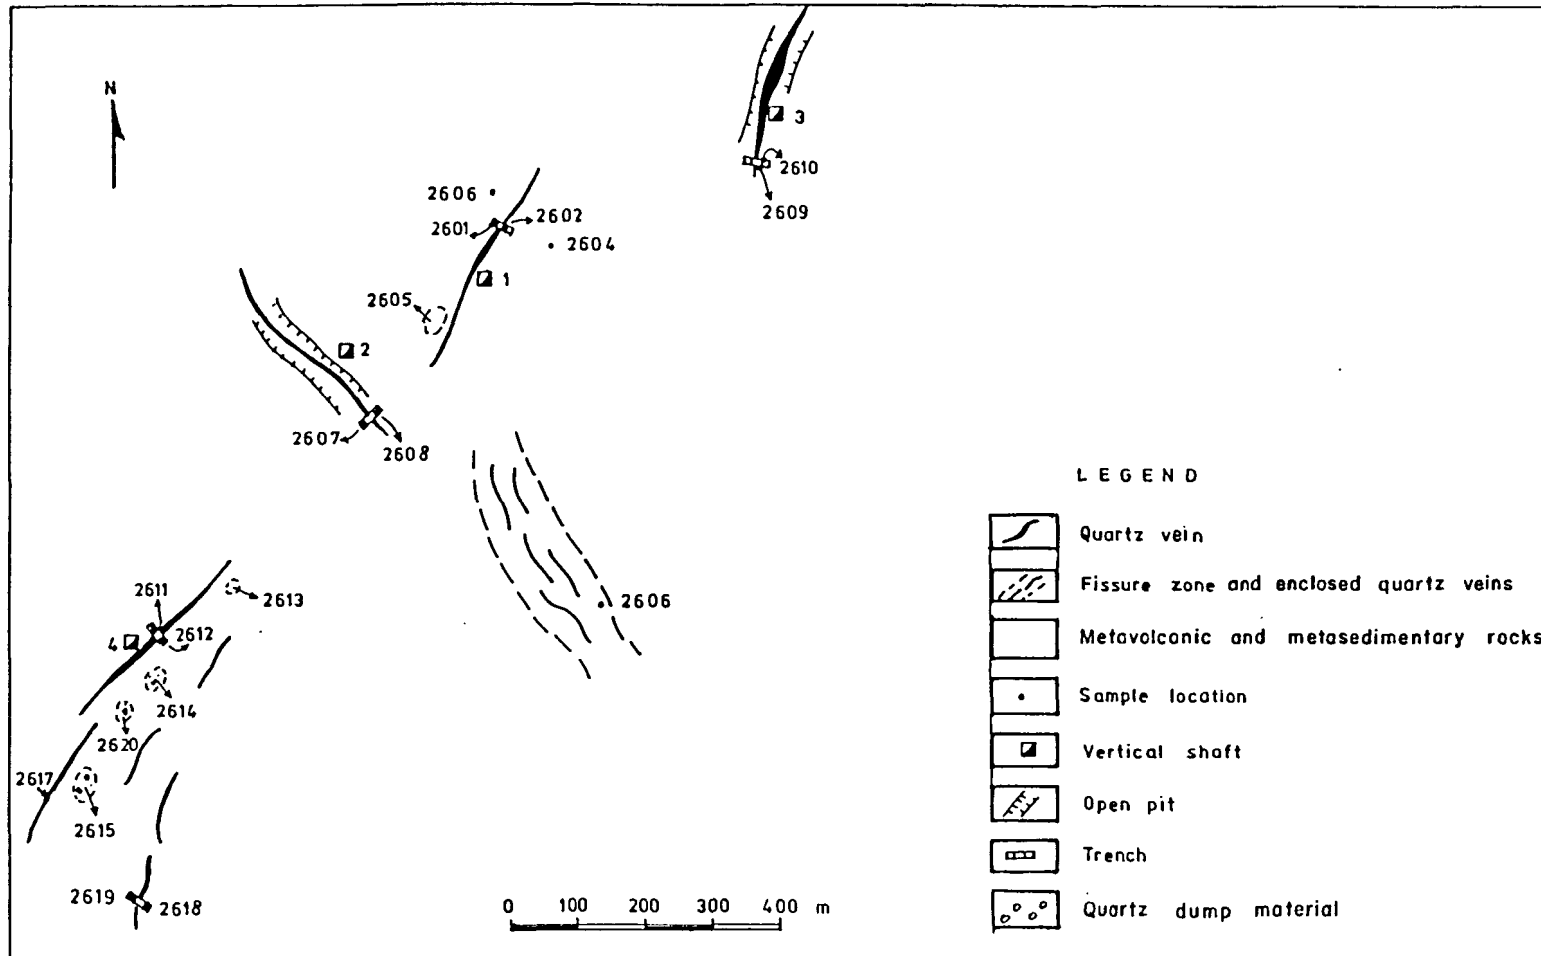 N
3
2610
2609
2606
2601
2602
2604
1
2605
2
2607
2608
2606
2611
2613
4
2612
2614
2620
2617
2615
2619
2618
0 100 200 300 400 m
LEGEND
Quartz vein
Fissure zone and enclosed quartz veins
Metavolcanic and metasedimentary rocks
Sample location
Vertical shaft
Open pit
Trench
Quartz dump material